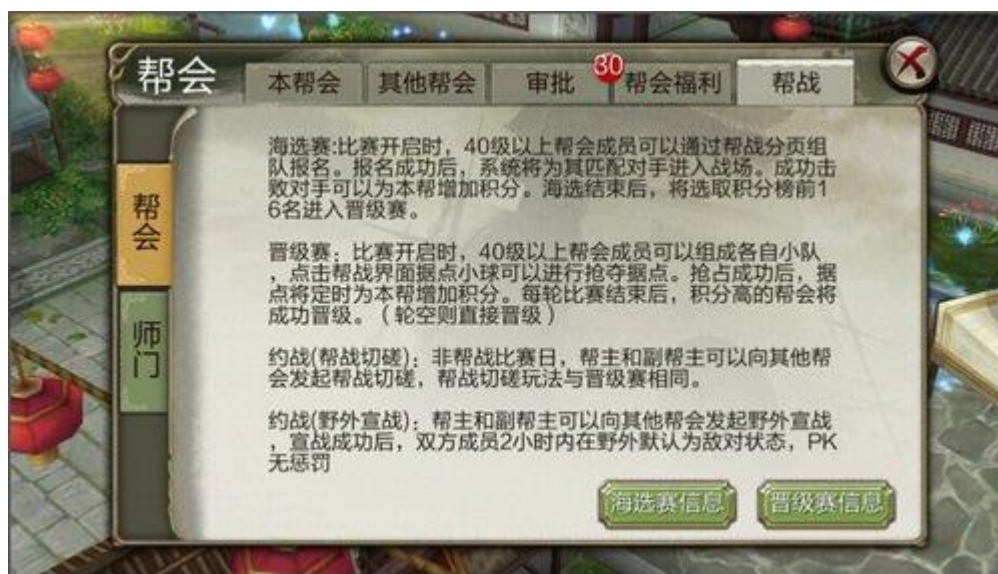 帮会
本帮会
其他帮会
审批
30
帮会福利
帮战
帮会
师门
海选赛:比赛开启时，40级以上帮会成员可以通过帮战分页组
队报名。报名成功后，系统将为其匹配对手进入战场。成功击
败对手可以为本帮增加积分。海选结束后，将选取积分榜前1
6名进入晋级赛。
晋级赛：比赛开启时，40级以上帮会成员可以组成各自小队
，点击帮战界面据点小球可以进行抢夺据点。抢占成功后，据
点将定时为本帮增加积分。每轮比赛结束后，积分高的帮会将
成功晋级。（轮空则直接晋级）
约战(帮战切磋)：非帮战比赛日，帮主和副帮主可以向其他帮
会发起帮战切磋，帮战切磋玩法与晋级赛相同。
约战(野外宣战)：帮主和副帮主可以向其他帮会发起野外宣战
，宣战成功后，双方成员2小时内在野外默认为敌对状态，PK
无惩罚
海选赛信息
晋级赛信息